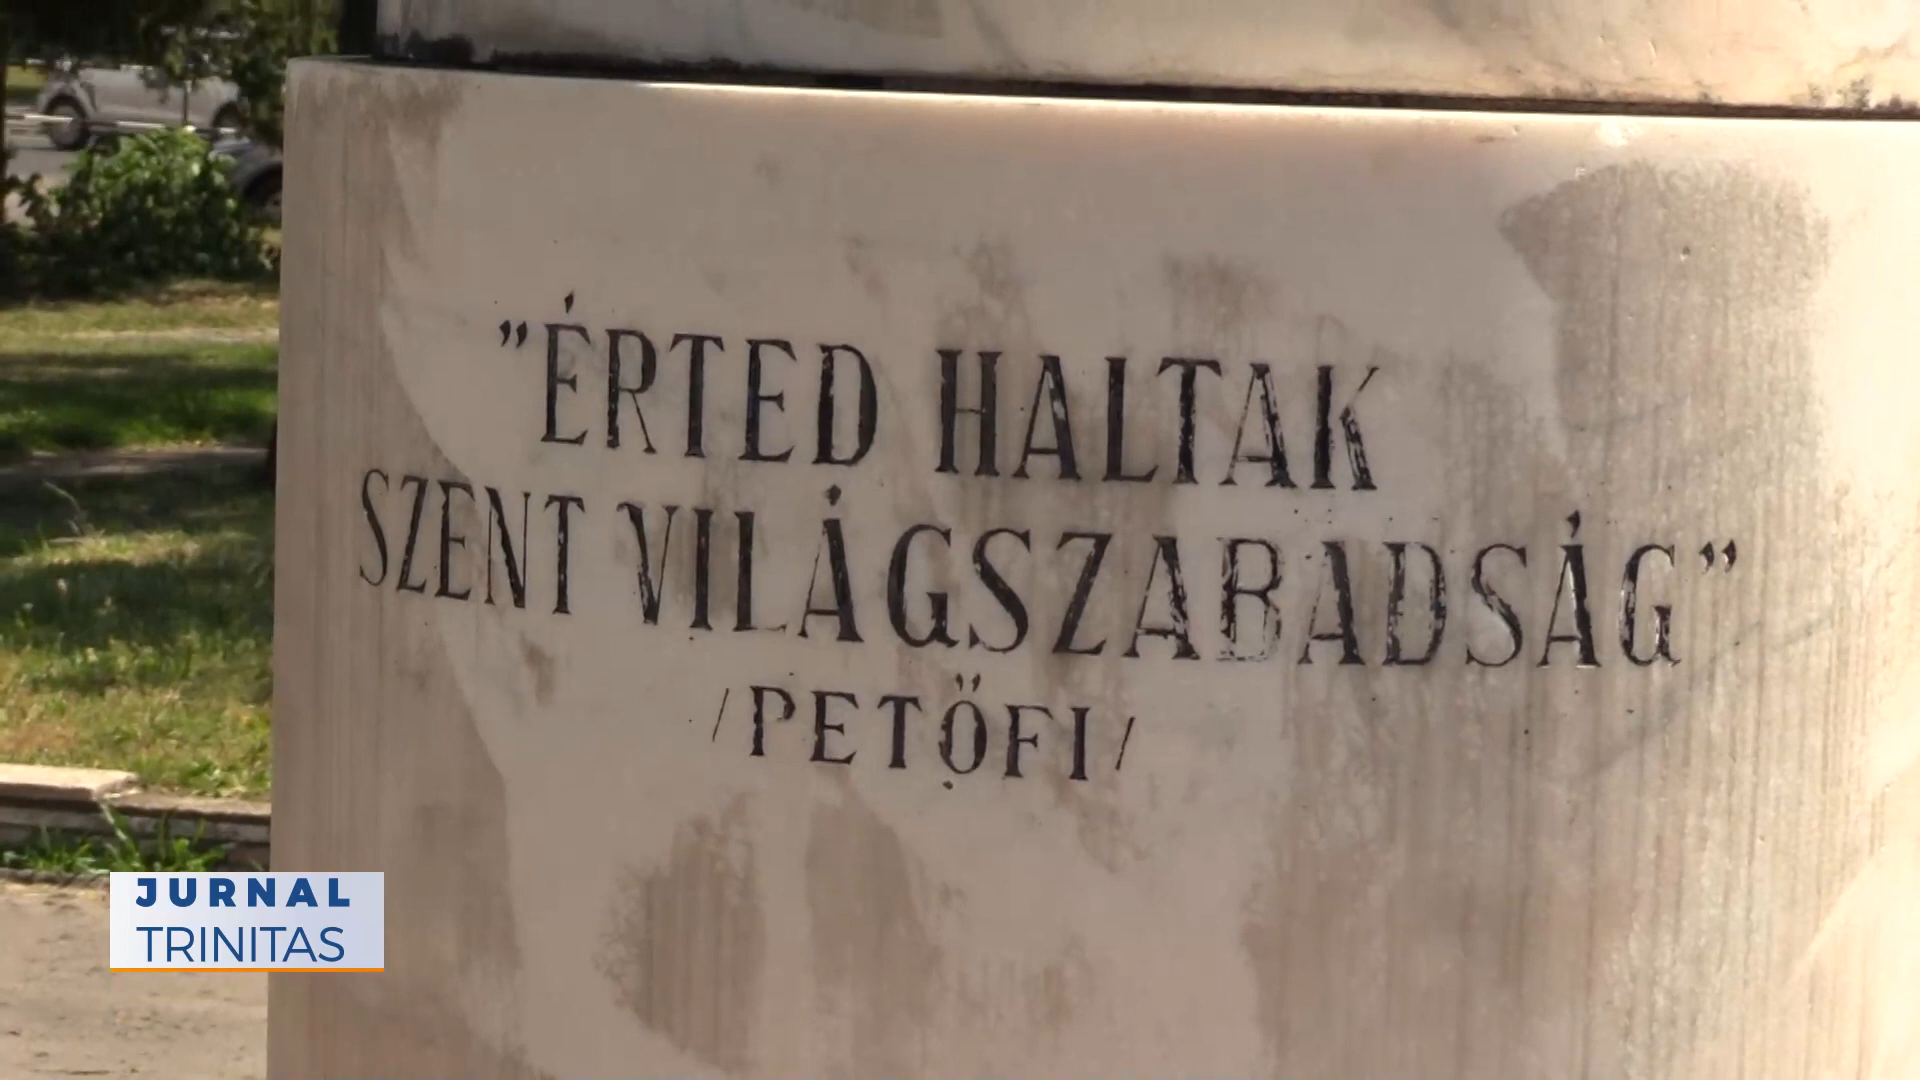 "ÉRTED HALTAK
SZENT VILÁGSZABADSÁG"
/PETŐFI/
JURNAL
TRINITAS